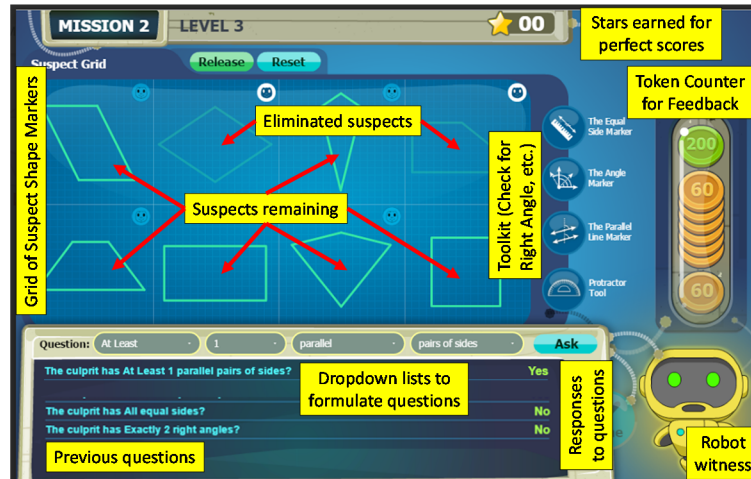 MISSION 2
LEVEL 3
00
Stars earned for
perfect scores
Suspect Grid
Release
Reset
Token Counter
for Feedback
Grid of Suspect Shape Markers
Eliminated suspects
Suspects remaining
Toolkit (Check for
Right Angle, etc.)
The Equal
Side Marker
The Angle
Marker
The Parallel
Line Marker
Protractor
Tool
200
60
60
Question:
At Least
1
parallel
pairs of sides
Ask
The culprit has At Least 1 parallel pairs of sides?
Yes
The culprit has All equal sides?
No
The culprit has Exactly 2 right angles?
No
Dropdown lists to
formulate questions
Previous questions
Responses
to questions
Robot
witness